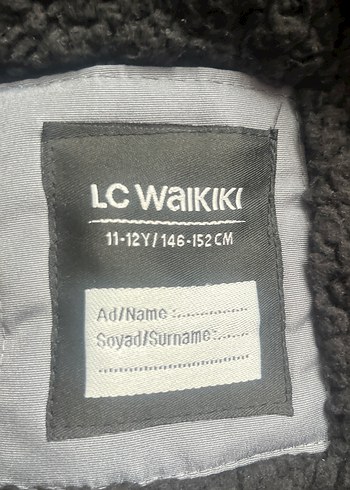 LC WaiKiKi
11-12Y/146-152 CM
Ad/Name :................
Soyad/Surname:.......
...............................